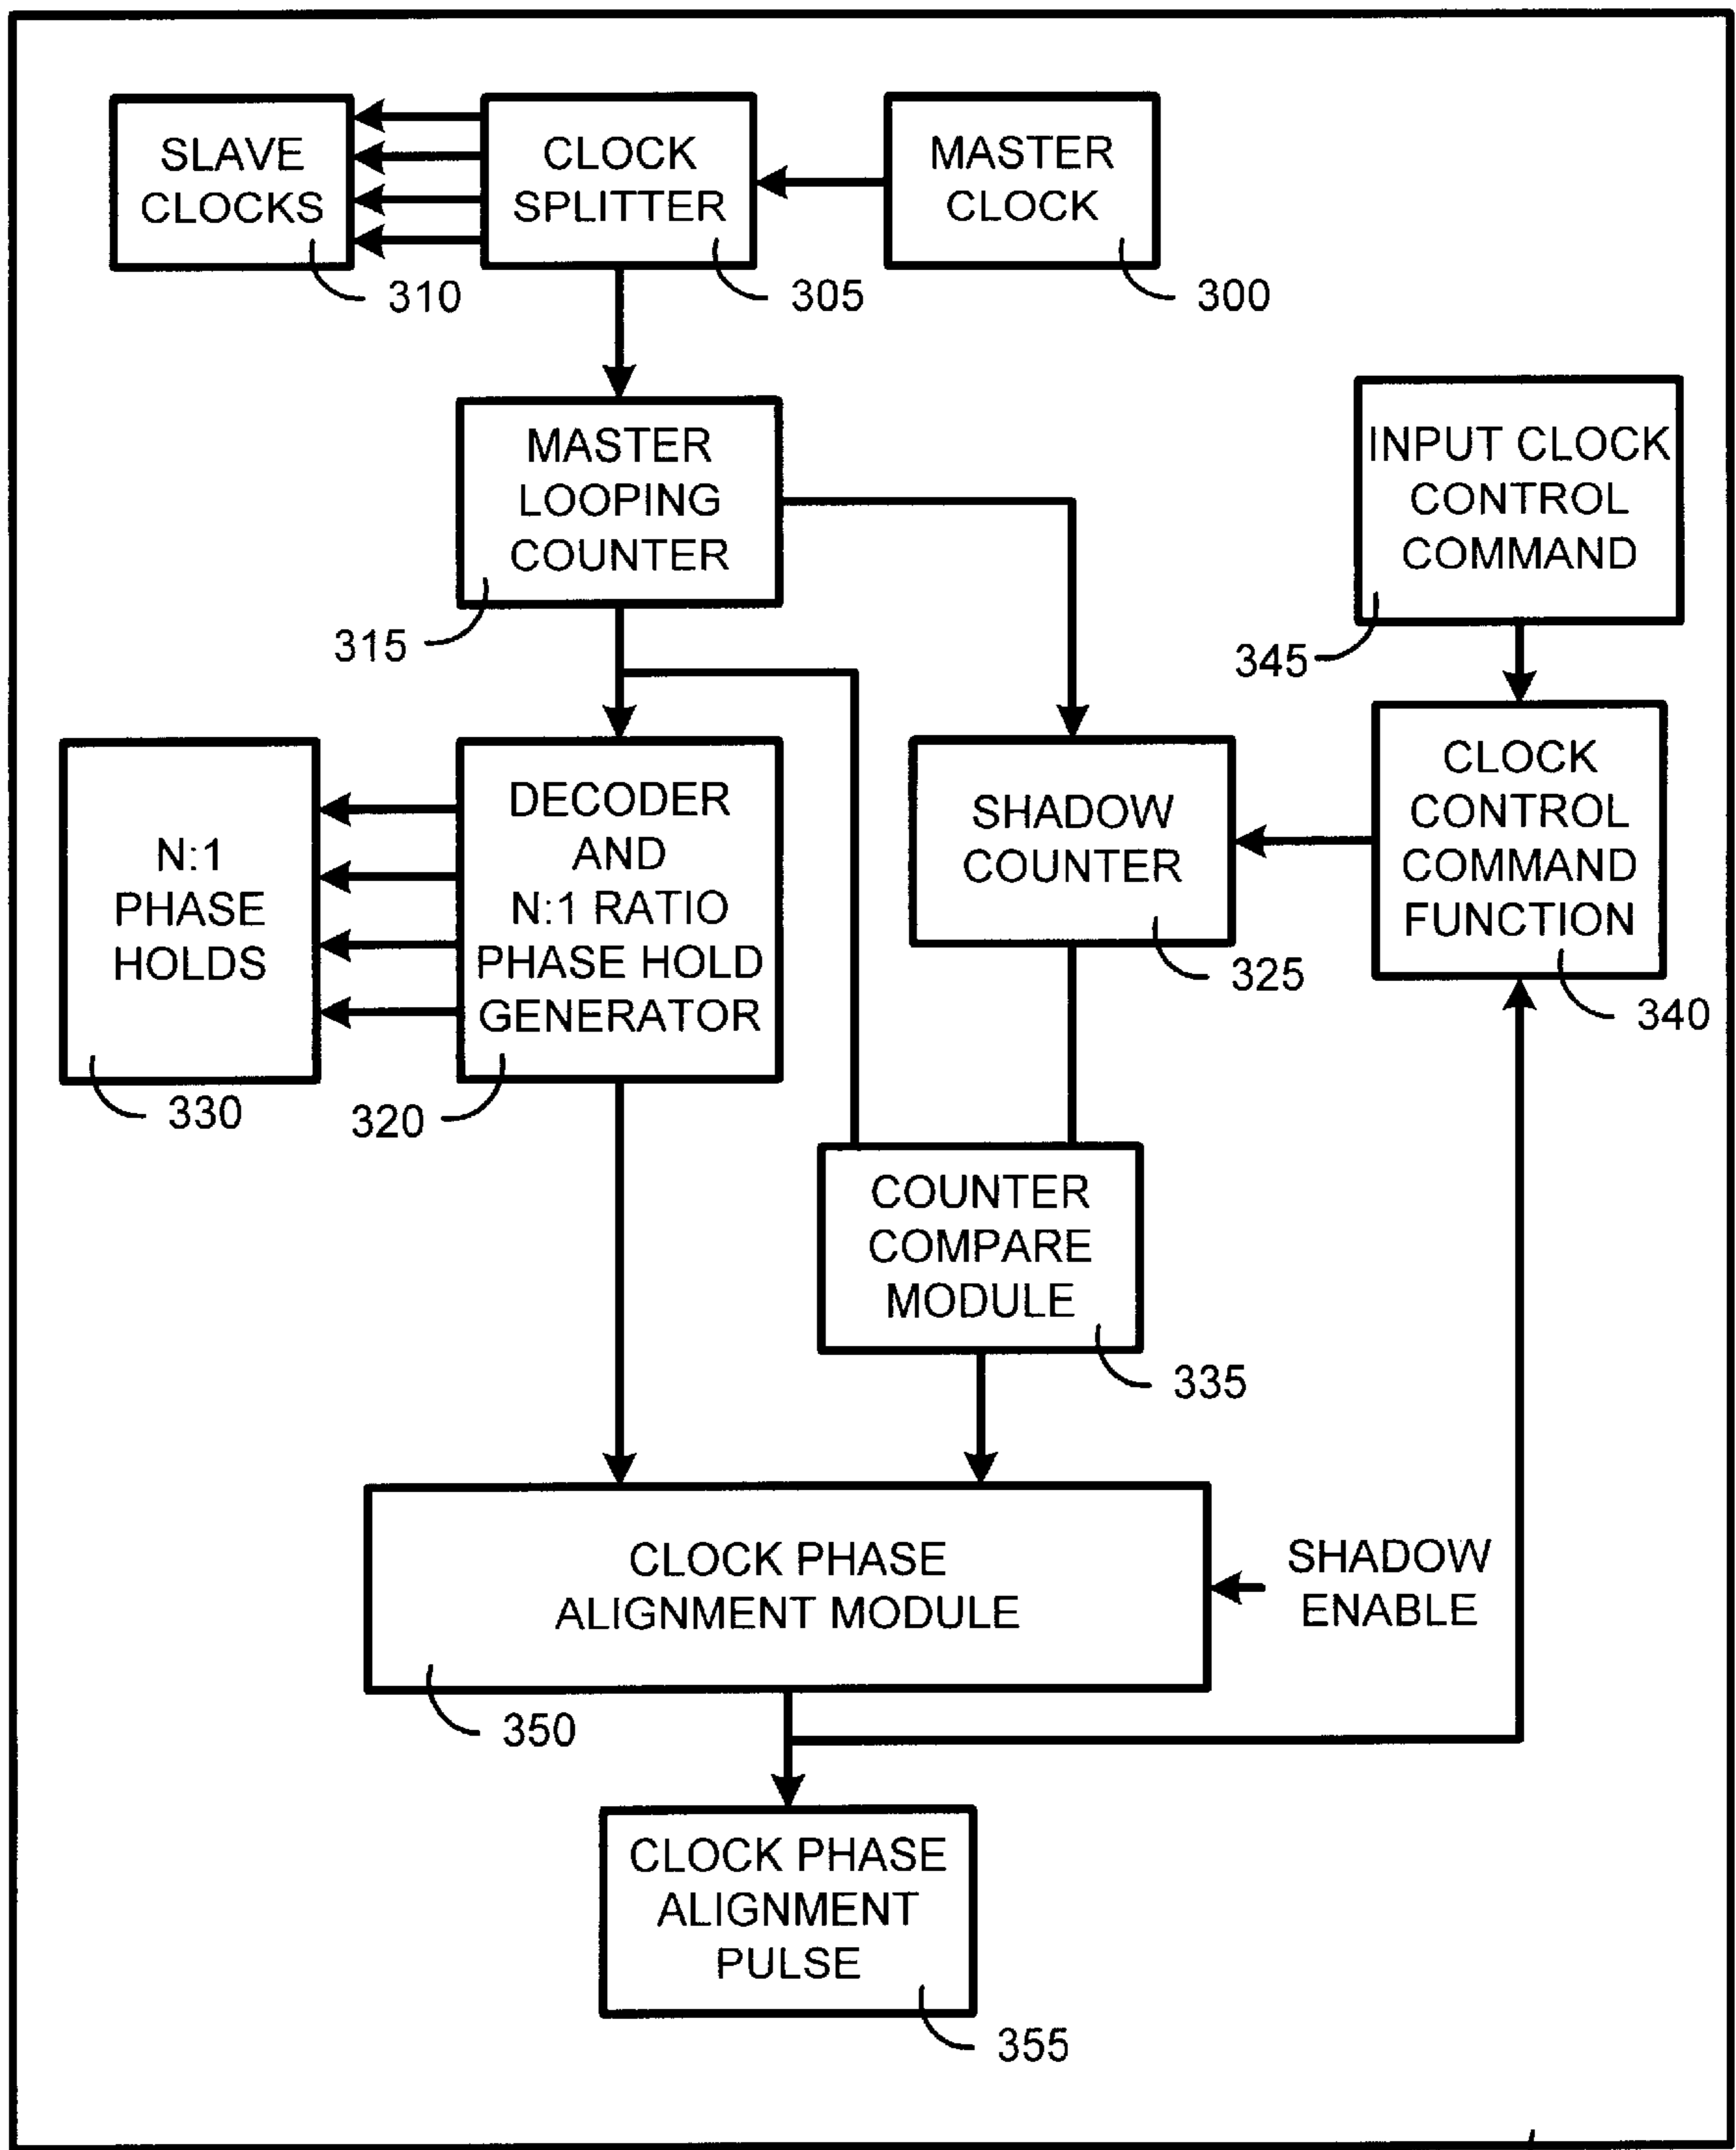 SLAVE
CLOCKS
310
CLOCK
SPLITTER
305
MASTER
CLOCK
300
MASTER
LOOPING
COUNTER
315
INPUT CLOCK
CONTROL
COMMAND
345
N:1
PHASE
HOLDS
330
DECODER
AND
N:1 RATIO
PHASE HOLD
GENERATOR
320
SHADOW
COUNTER
325
CLOCK
CONTROL
COMMAND
FUNCTION
340
COUNTER
COMPARE
MODULE
335
CLOCK PHASE
ALIGNMENT MODULE
350
SHADOW
ENABLE
CLOCK PHASE
ALIGNMENT
PULSE
355